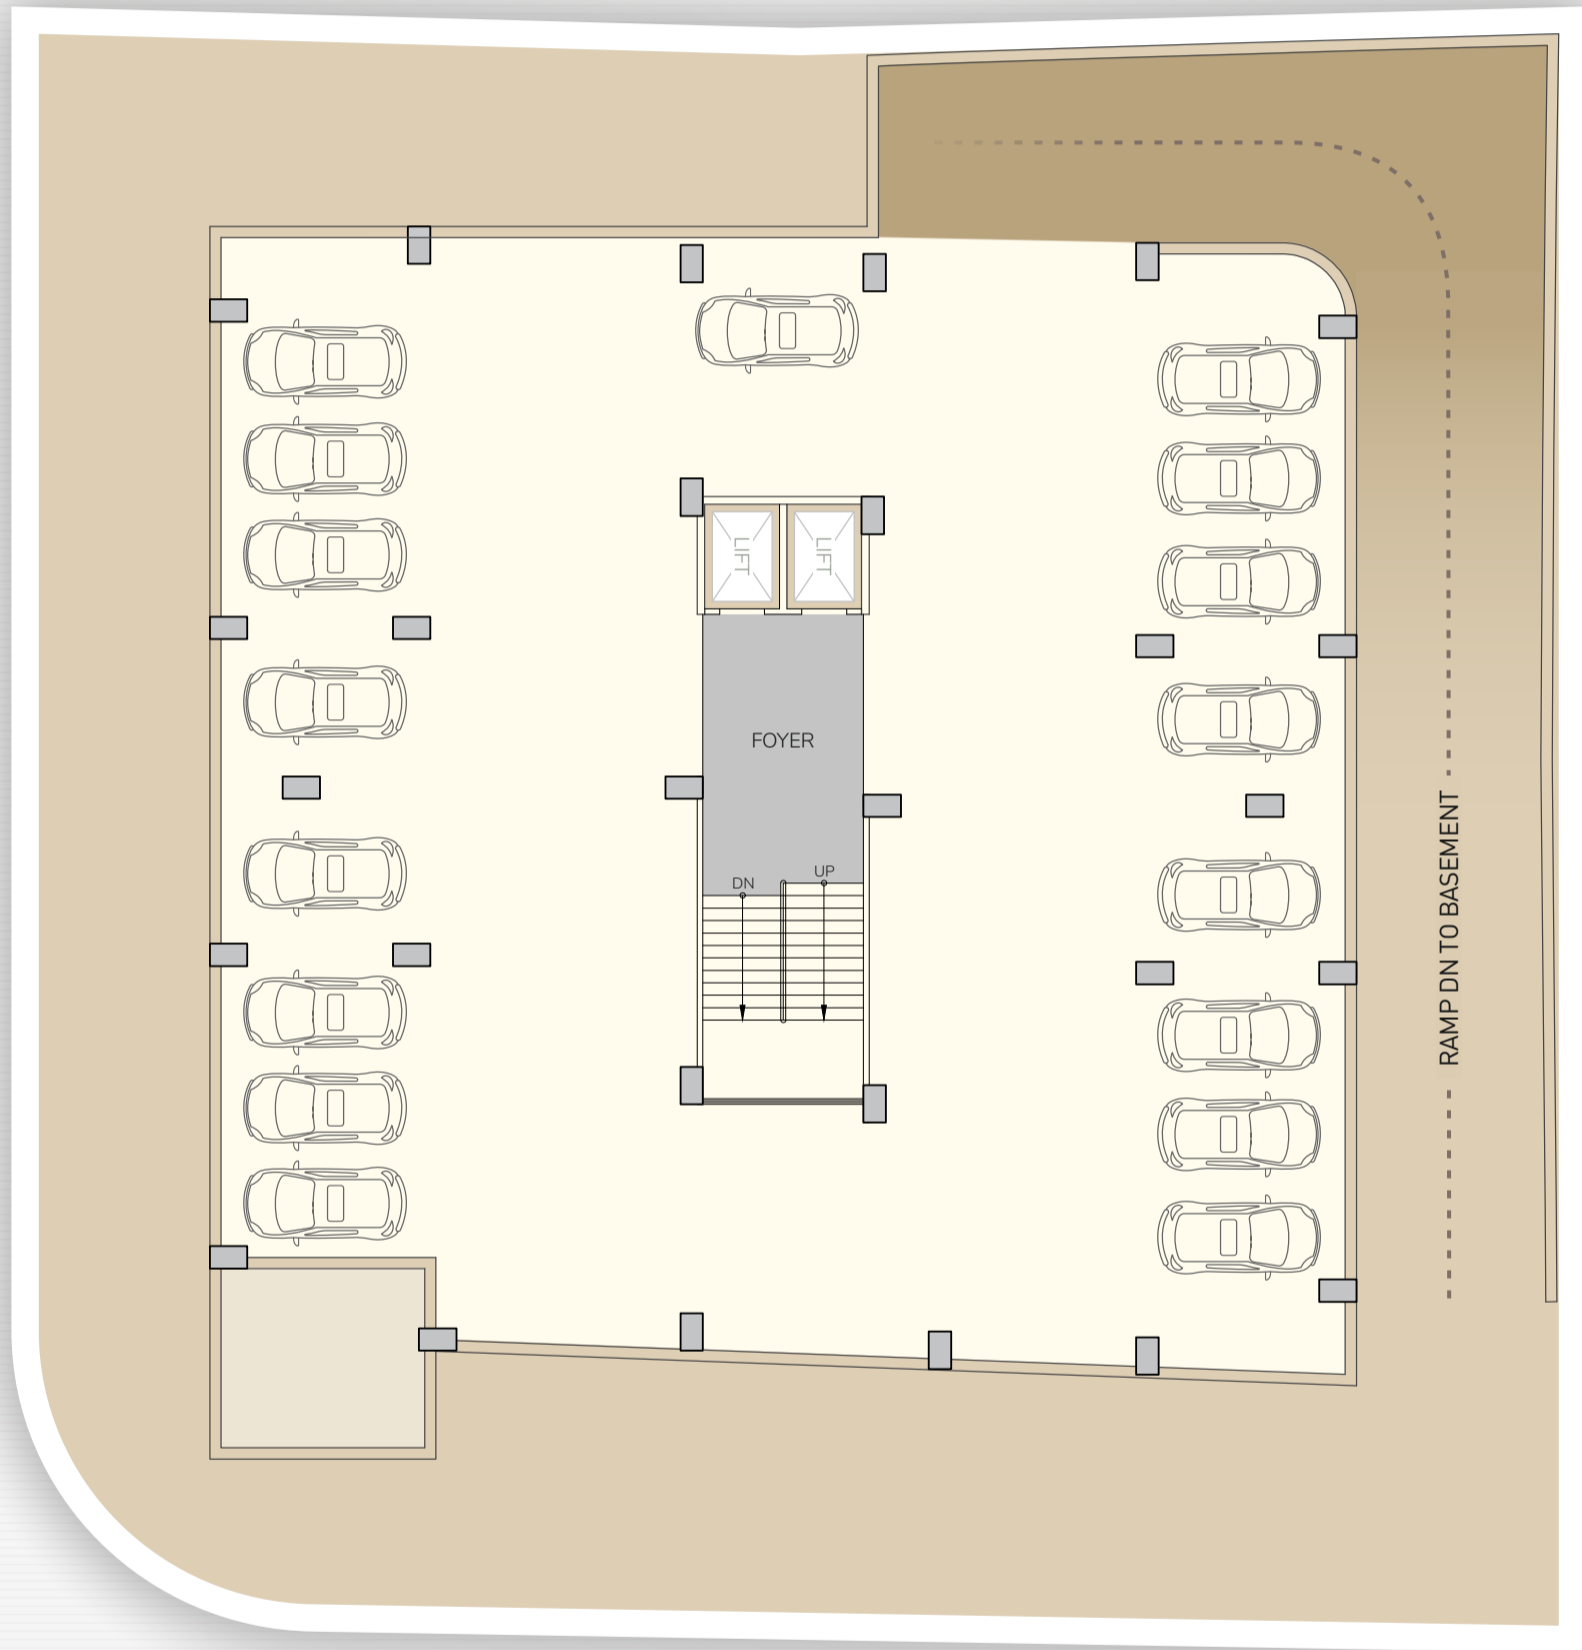 LIFT
LIFT
FOYER
DN
UP
RAMP DN TO BASEMENT